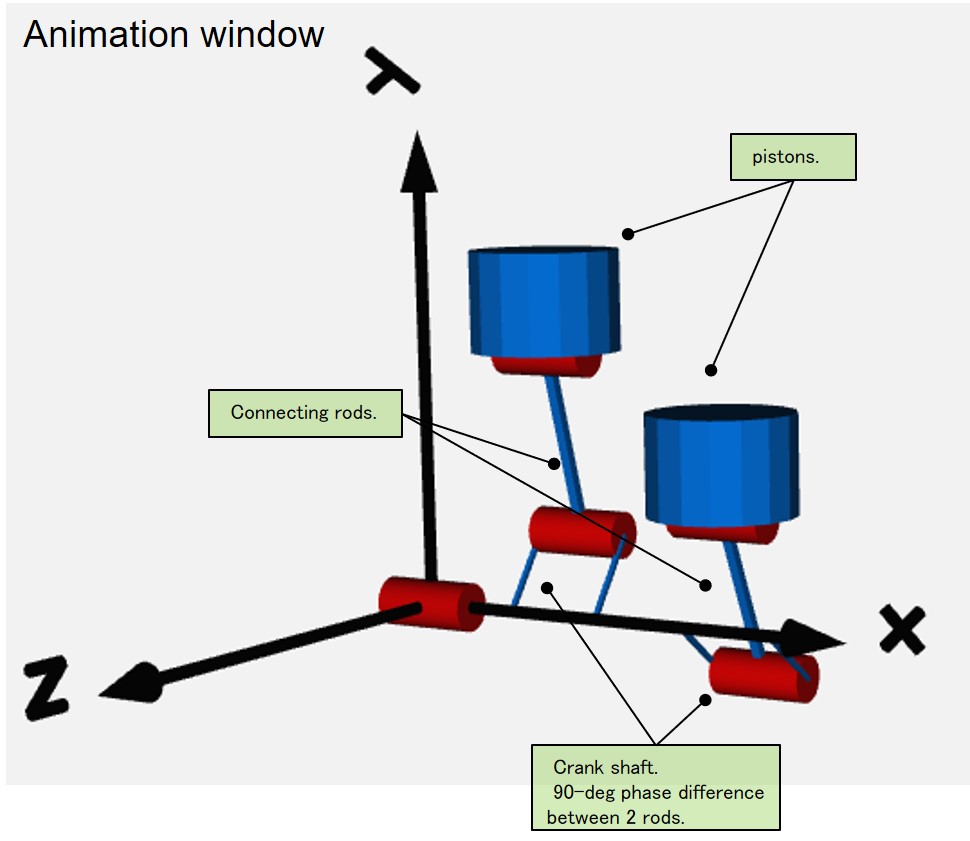 Animation window
Y
pistons.
Connecting rods.
X
Z
Crank shaft.
90-deg phase difference
between 2 rods.